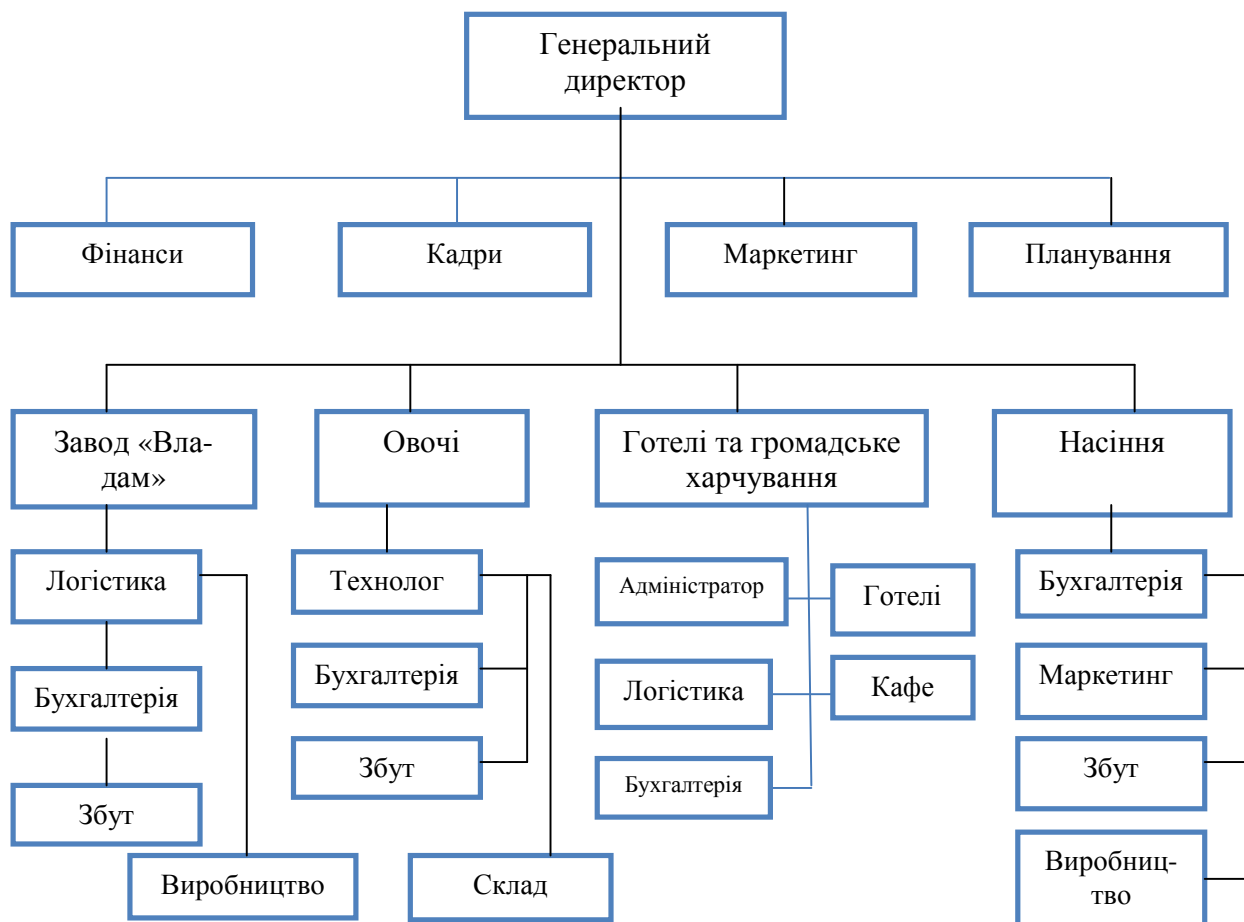 Генеральний
директор
Фінанси
Кадри
Маркетинг
Планування
Завод «Вла-
дам»
Овочі
Готелі та громадське
харчування
Насіння
Логістика
Технолог
Адміністратор
Готелі
Бухгалтерія
Бухгалтерія
Бухгалтерія
Логістика
Кафе
Маркетинг
Збут
Збут
Бухгалтерія
Збут
Виробництво
Склад
Виробниц-
тво